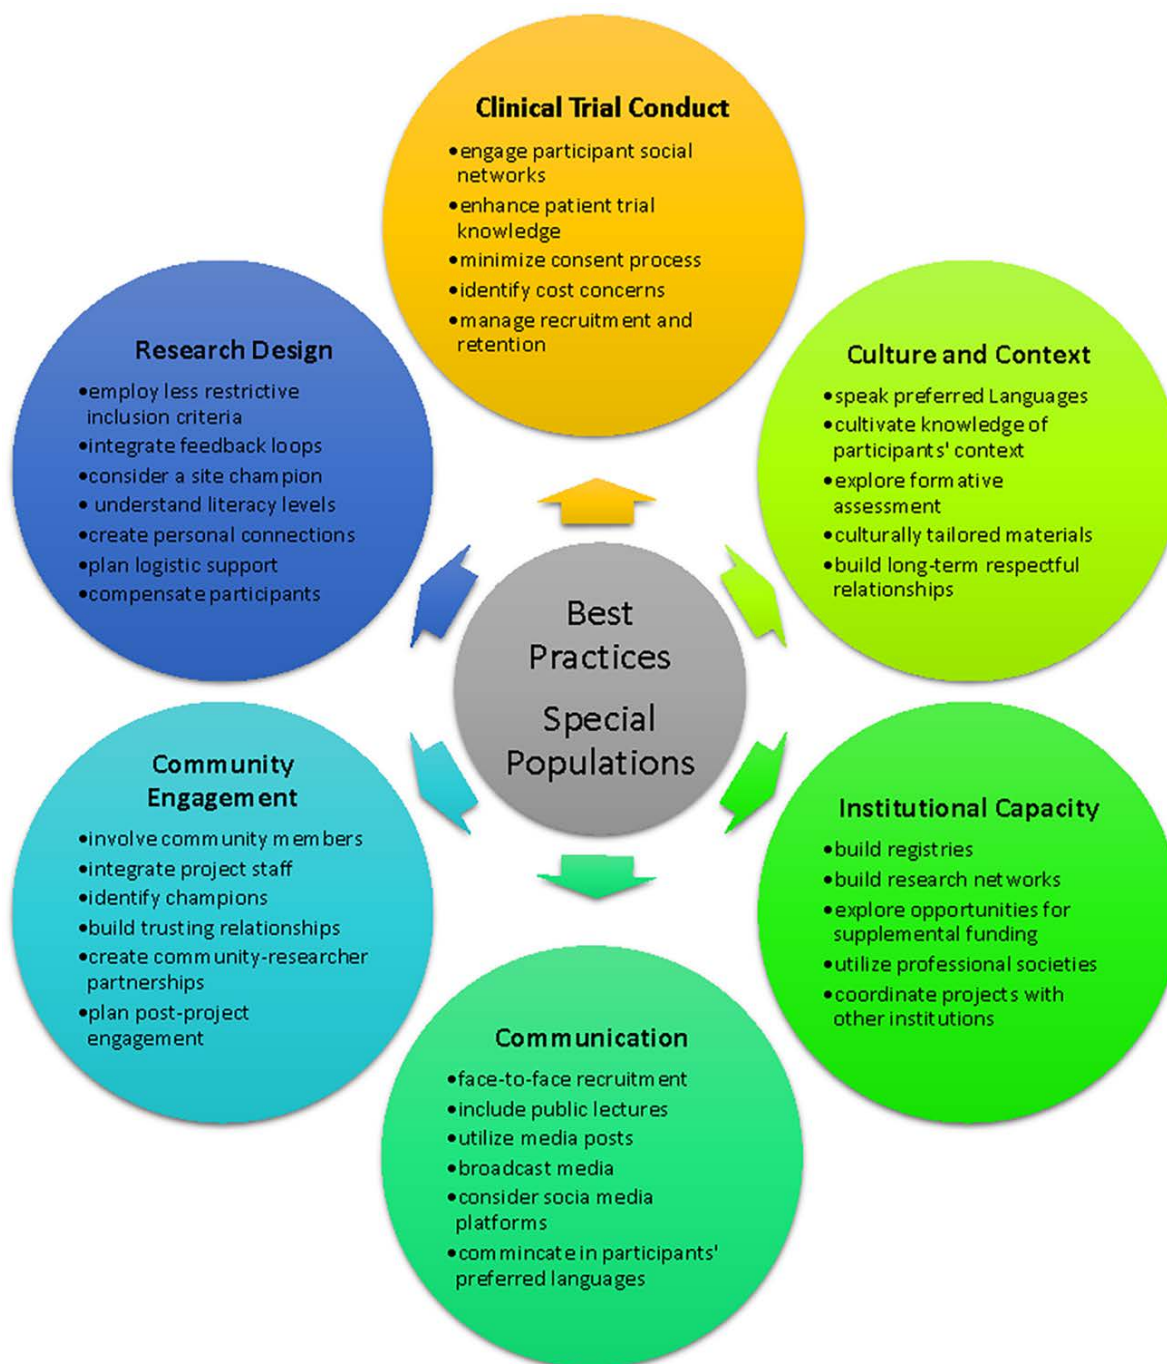 Clinical Trial Conduct
•engage participant social
networks
•enhance patient trial
knowledge
•minimize consent process
•identify cost concerns
•manage recruitment and
retention
Research Design
•employ less restrictive
inclusion criteria
•integrate feedback loops
•consider a site champion
• understand literacy levels
•create personal connections
•plan logistic support
•compensate participants
Culture and Context
•speak preferred Languages
•cultivate knowledge of
participants' context
•explore formative
assessment
•culturally tailored materials
•build long-term respectful
relationships
Best
Practices
Special
Populations
Community
Engagement
•involve community members
•integrate project staff
•identify champions
•build trusting relationships
•create community-researcher
partnerships
•plan post-project
engagement
Institutional Capacity
•build registries
•build research networks
•explore opportunities for
supplemental funding
•utilize professional societies
•coordinate projects with
other institutions
Communication
•face-to-face recruitment
•include public lectures
•utilize media posts
•broadcast media
•consider socia media
platforms
•commincate in participants'
preferred languages